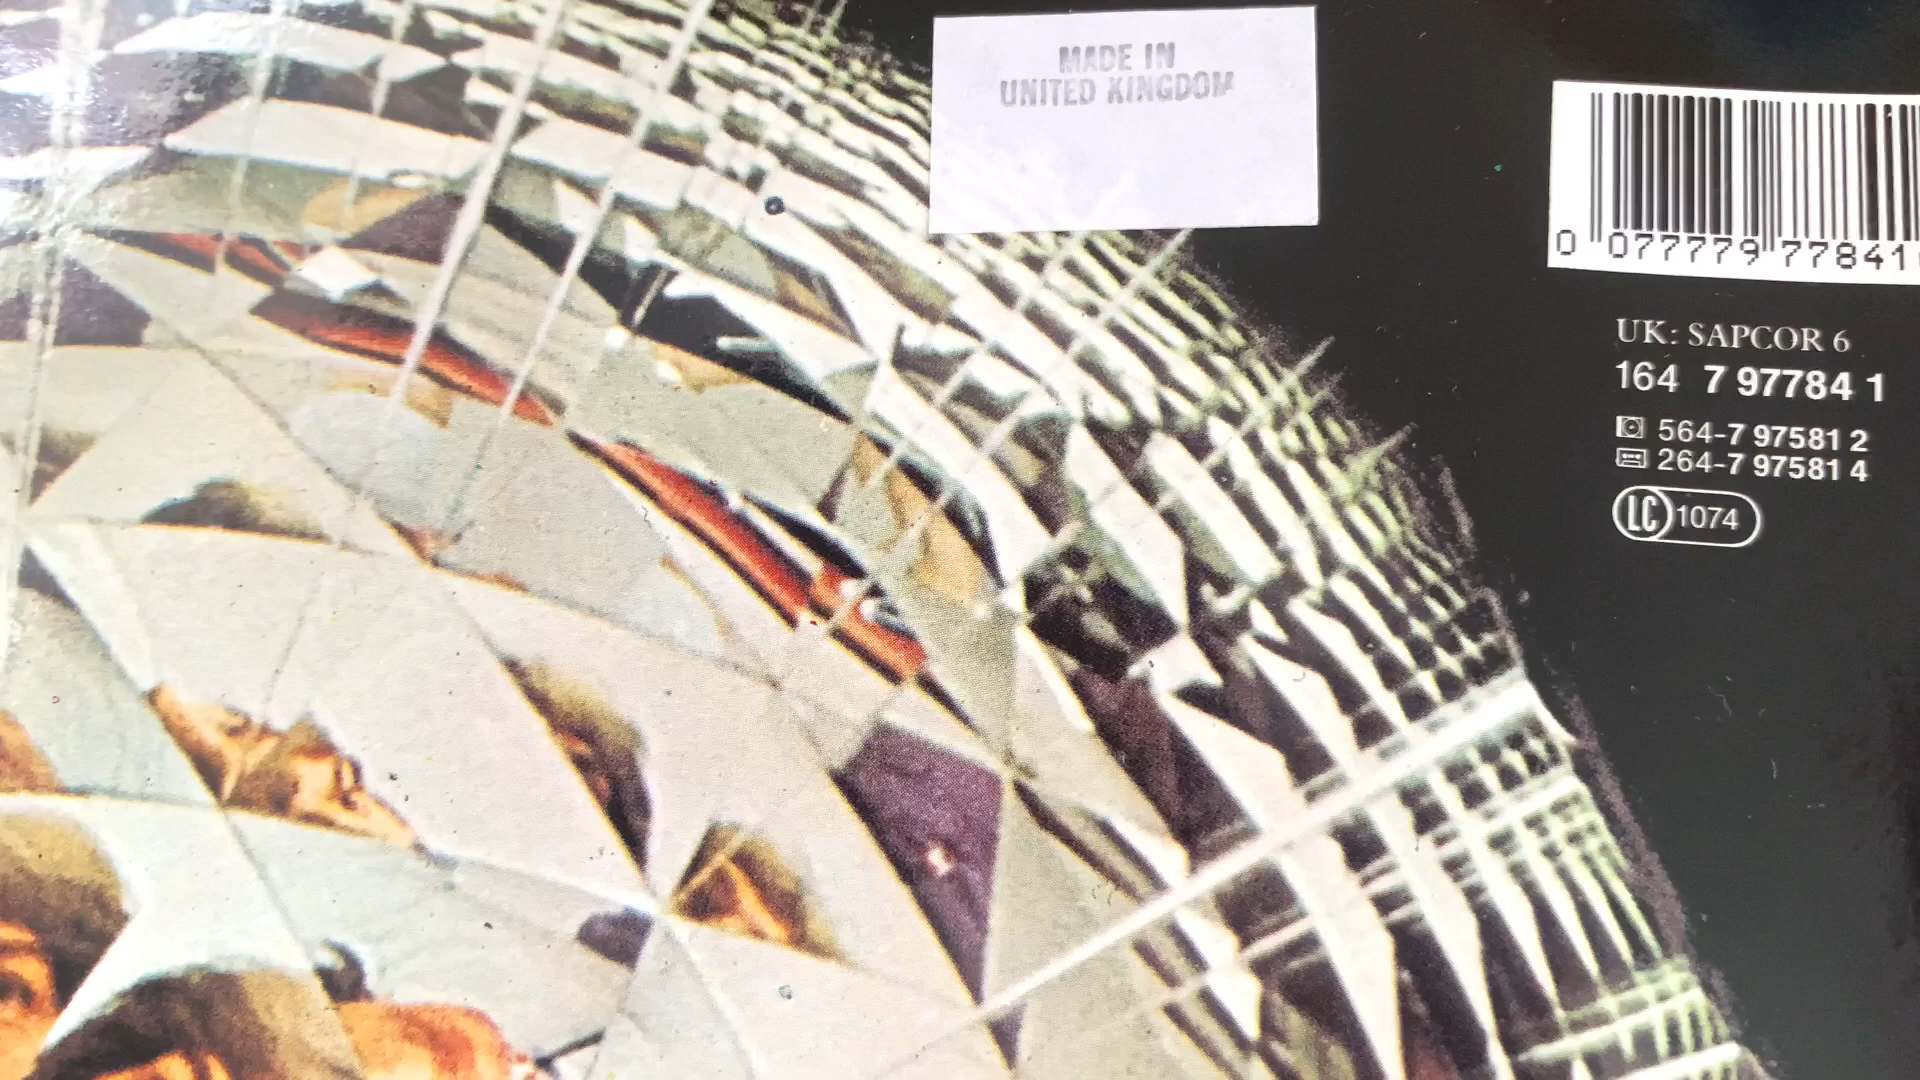 MADE IN
UNITED KINGDOM
0 077779 77841
UK: SAPCOR 6
164 7 97784 1
564-7 97581 2
264-7 97581 4
LC 1074